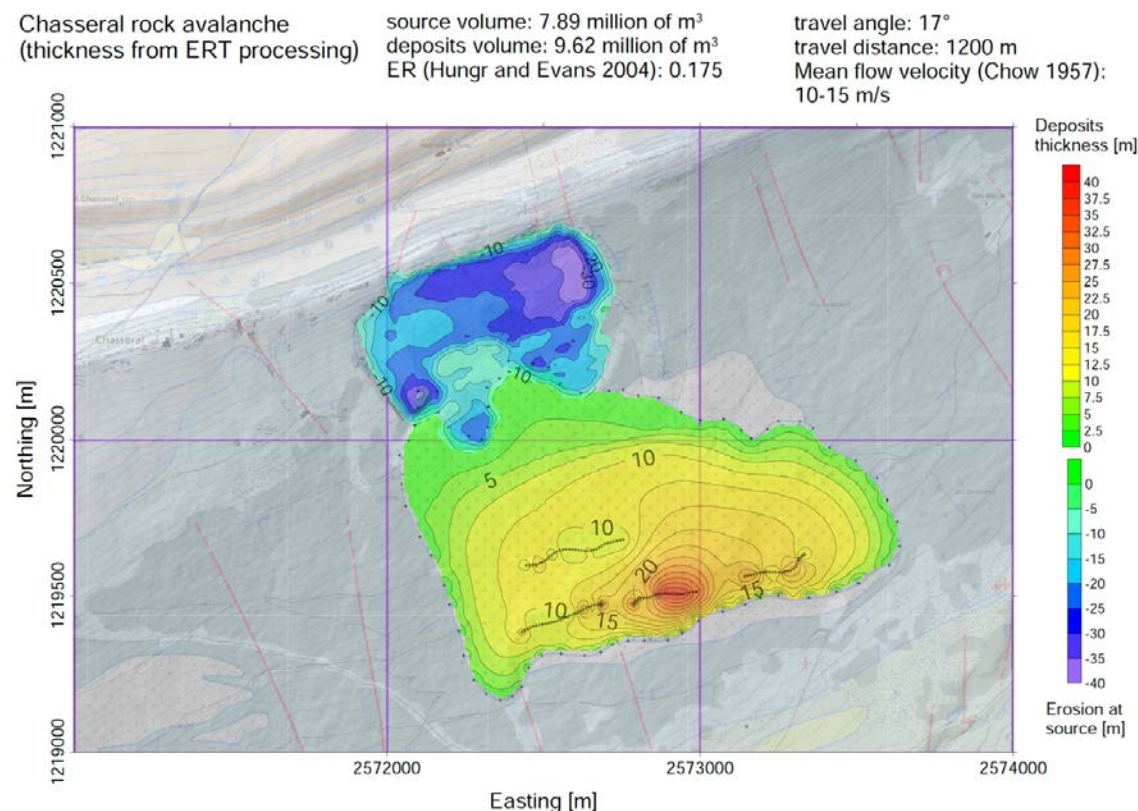 Chasseral rock avalanche
(thickness from ERT processing)
source volume: 7.89 million of m³
deposits volume: 9.62 million of m³
ER (Hungr and Evans 2004): 0.175
travel angle: 17°
travel distance: 1200 m
Mean flow velocity (Chow 1957):
10-15 m/s
Deposits
thickness [m]
40
37.5
35
32.5
30
27.5
25
22.5
20
17.5
15
12.5
10
7.5
5
2.5
0
-5
-10
-15
-20
-25
-30
-35
-40
Erosion at
source [m]
1221000
1220500
1220000
1219500
1219000
Northing [m]
-10
-20
-30
-10
Chasseral
-10
-10
10
5
10
20
10
15
15
2572000
2573000
2574000
Easting [m]